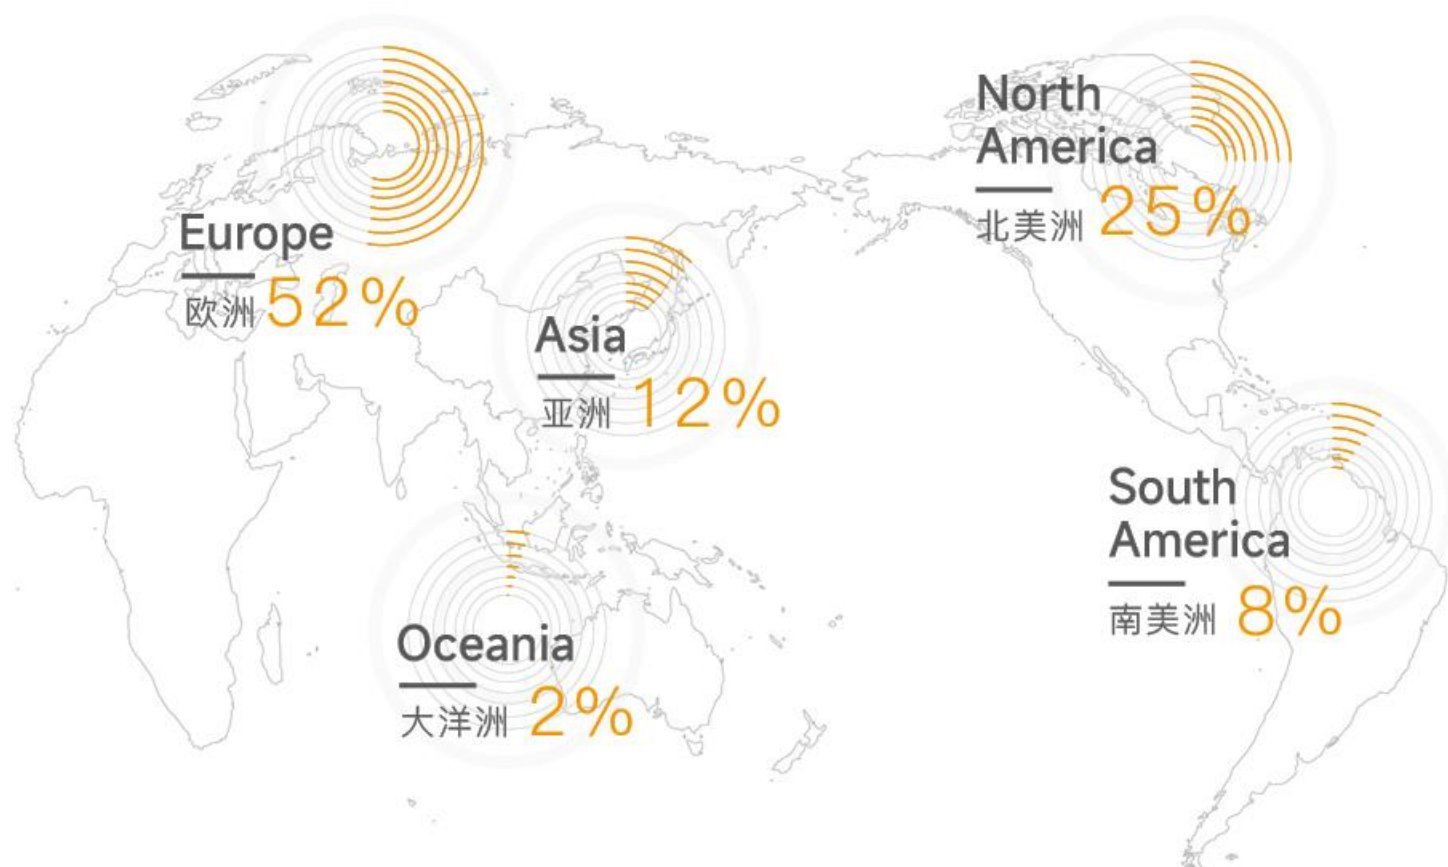 Europe
欧洲 52%
Asia
亚洲 12%
Oceania
大洋洲 2%
North
America
北美洲 25%
South
America
南美洲 8%